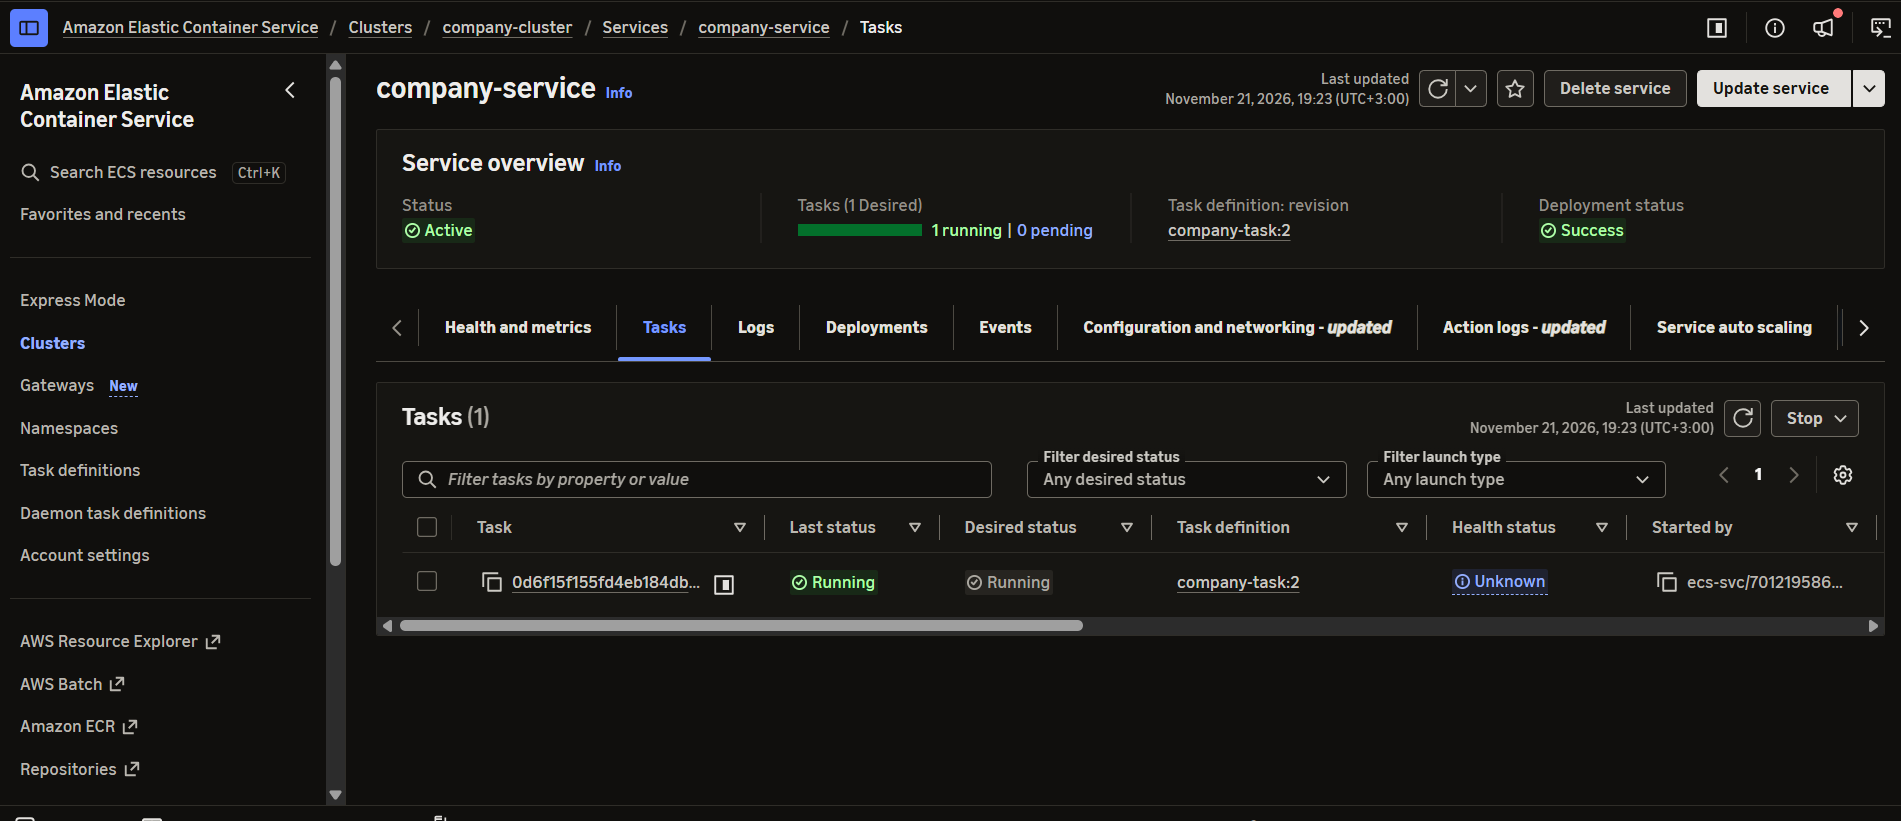 Amazon Elastic Container Service / Clusters / company-cluster / Services / company-service / Tasks
Amazon Elastic
Container Service
Search ECS resources Ctrl+K
Favorites and recents
Express Mode
Clusters
Gateways New
Namespaces
Task definitions
Daemon task definitions
Account settings
AWS Resource Explorer
AWS Batch
Amazon ECR
Repositories
company-service Info
Last updated
November 21, 2026, 19:23 (UTC+3:00)
Delete service
Update service
Service overview Info
Status
Active
Tasks (1 Desired)
1 running | 0 pending
Task definition: revision
company-task:2
Deployment status
Success
Health and metrics
Tasks
Logs
Deployments
Events
Configuration and networking - updated
Action logs - updated
Service auto scaling
Tasks (1)
Last updated
November 21, 2026, 19:23 (UTC+3:00)
Stop
Filter tasks by property or value
Filter desired status
Any desired status
Filter launch type
Any launch type
1
Task Last status Desired status Task definition Health status Started by
0d6f15f155fd4eb184db... Running Running company-task:2 Unknown ecs-svc/701219586...